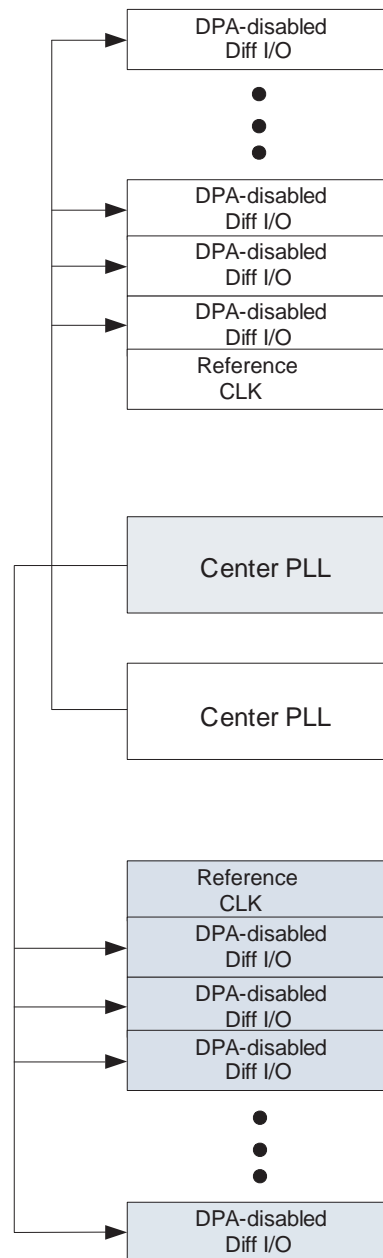 DPA-disabled
Diff I/O
DPA-disabled
Diff I/O
DPA-disabled
Diff I/O
DPA-disabled
Diff I/O
Reference
CLK
Center PLL
Center PLL
Reference
CLK
DPA-disabled
Diff I/O
DPA-disabled
Diff I/O
DPA-disabled
Diff I/O
DPA-disabled
Diff I/O